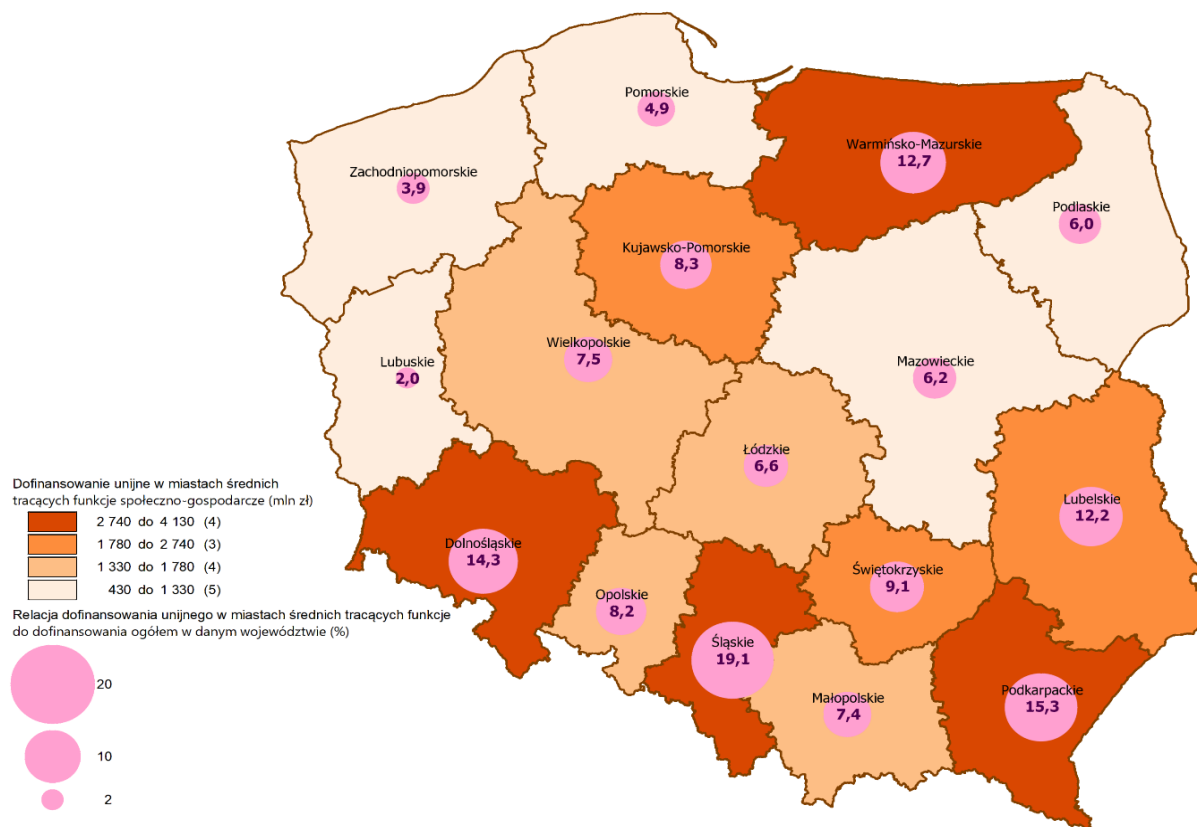 Pomorskie
4,9
Warmińsko-Mazurskie
12,7
Zachodniopomorskie
3,9
Podlaskie
6,0
Kujawsko-Pomorskie
8,3
Wielkopolskie
7,5
Lubuskie
2,0
Mazowieckie
6,2
Łódzkie
6,6
Lubelskie
12,2
Dolnośląskie
14,3
Świętokrzyskie
9,1
Opolskie
8,2
Śląskie
19,1
Małopolskie
7,4
Podkarpackie
15,3
Dofinansowanie unijne w miastach średnich
tracących funkcje społeczno-gospodarcze (mln zł)
2 740 do 4 130 (4)
1 780 do 2 740 (3)
1 330 do 1 780 (4)
430 do 1 330 (5)
Relacja dofinansowania unijnego w miastach średnich tracących funkcje
do dofinansowania ogółem w danym województwie (%)
20
10
2